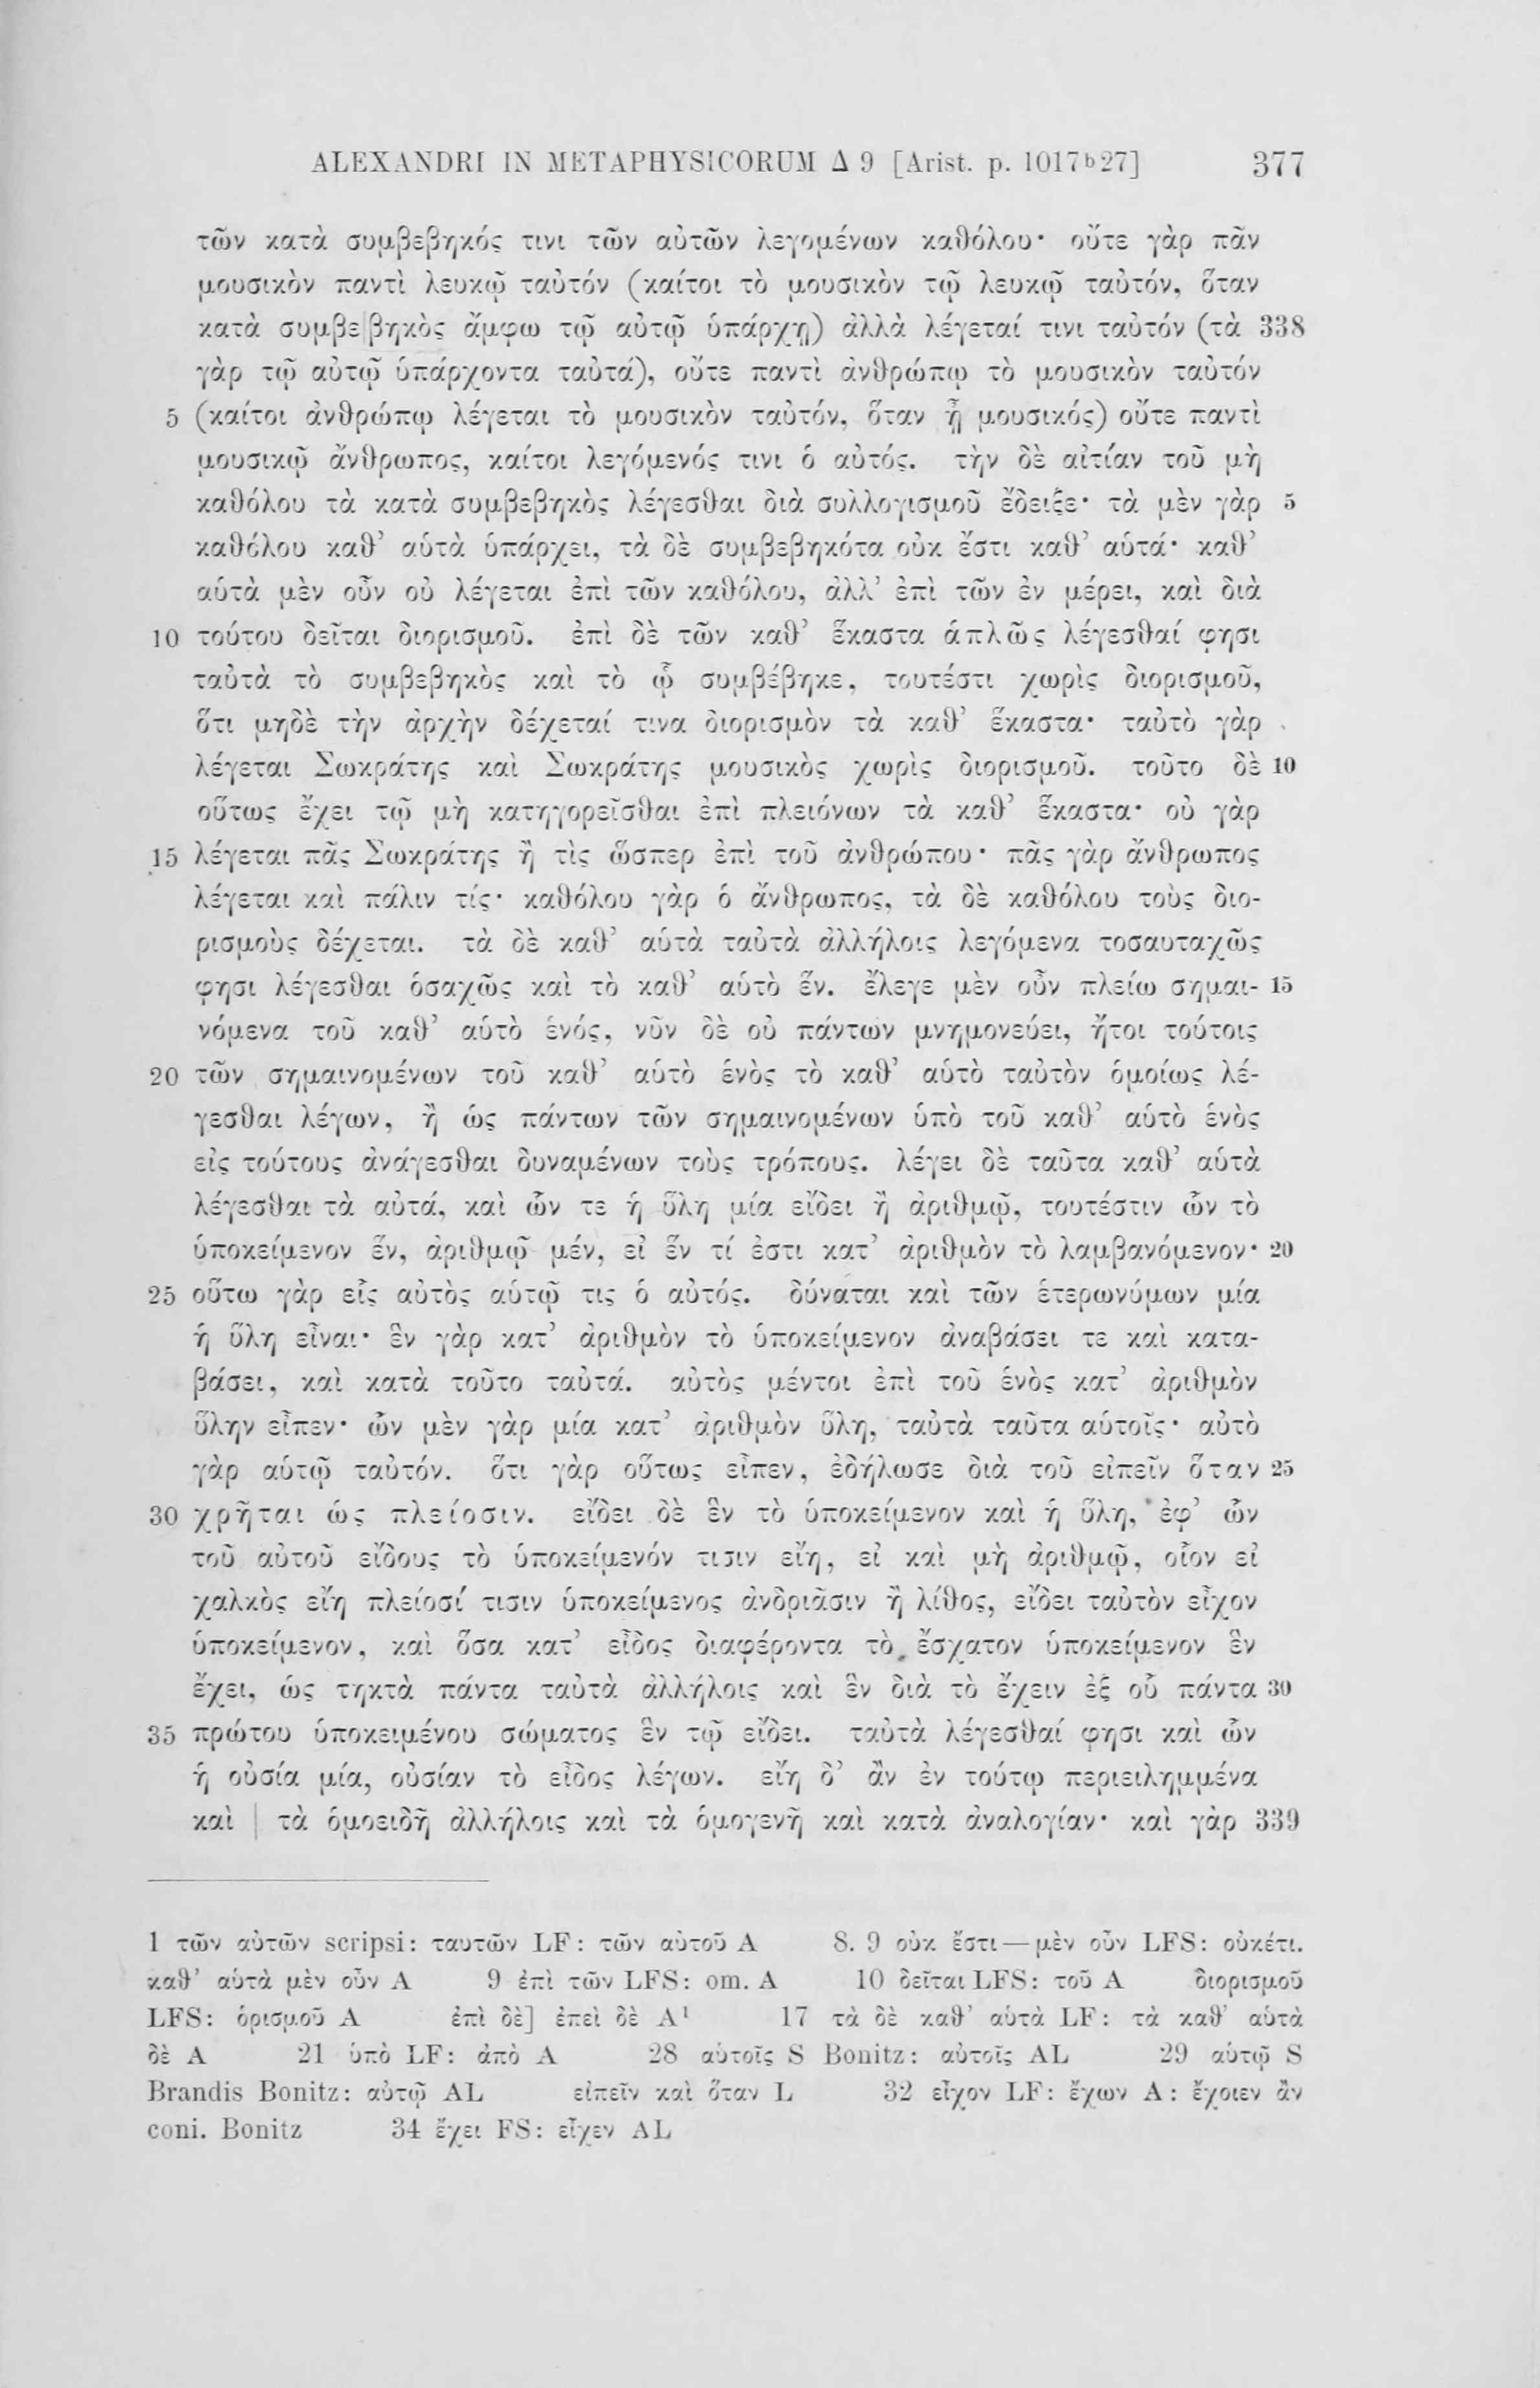 ALEXANDRI IN METAPHYSICORUM Δ 9 [Arist. p. 1017ᵇ27] 377
τῶν κατὰ συμβεβηκός τινι τῶν αὐτῶν λεγομένων καθόλου· οὔτε γὰρ πᾶν
μουσικὸν παντὶ λευκῷ ταὐτόν (καίτοι τὸ μουσικὸν τῷ λευκῷ ταὐτόν, ὅταν
κατὰ συμβε|βηκὸς ἄμφω τῷ αὐτῷ ὑπάρχῃ) ἀλλὰ λέγεταί τινι ταὐτόν (τὰ 338
γὰρ τῷ αὐτῷ ὑπάρχοντα ταὐτά), οὔτε παντὶ ἀνθρώπῳ τὸ μουσικὸν ταὐτόν
5 (καίτοι ἀνθρώπῳ λέγεται τὸ μουσικὸν ταὐτόν, ὅταν ᾖ μουσικός) οὔτε παντὶ
μουσικῷ ἄνθρωπος, καίτοι λεγόμενός τινι ὁ αὐτός. τὴν δὲ αἰτίαν τοῦ μὴ
καθόλου τὰ κατὰ συμβεβηκὸς λέγεσθαι διὰ συλλογισμοῦ ἔδειξε· τὰ μὲν γὰρ 5
καθόλου καθ’ αὑτὰ ὑπάρχει, τὰ δὲ συμβεβηκότα οὐκ ἔστι καθ’ αὑτά· καθ’
αὑτὰ μὲν οὖν οὐ λέγεται ἐπὶ τῶν καθόλου, ἀλλ’ ἐπὶ τῶν ἐν μέρει, καὶ διὰ
10 τούτου δεῖται διορισμοῦ. ἐπὶ δὲ τῶν καθ’ ἕκαστα ἁπλῶς λέγεσθαί φησι
ταὐτὰ τὸ συμβεβηκὸς καὶ τὸ ᾧ συμβέβηκε, τουτέστι χωρὶς διορισμοῦ,
ὅτι μηδὲ τὴν ἀρχὴν δέχεταί τινα διορισμὸν τὰ καθ’ ἕκαστα· ταὐτὸ γὰρ
λέγεται Σωκράτης καὶ Σωκράτης μουσικὸς χωρὶς διορισμοῦ. τοῦτο δὲ 10
οὕτως ἔχει τῷ μὴ κατηγορεῖσθαι ἐπὶ πλειόνων τὰ καθ’ ἕκαστα· οὐ γὰρ
15 λέγεται πᾶς Σωκράτης ἢ τὶς ὥσπερ ἐπὶ τοῦ ἀνθρώπου· πᾶς γὰρ ἄνθρωπος
λέγεται καὶ πάλιν τίς· καθόλου γὰρ ὁ ἄνθρωπος, τὰ δὲ καθόλου τοὺς διο-
ρισμοὺς δέχεται. τὰ δὲ καθ’ αὑτὰ ταὐτὰ ἀλλήλοις λεγόμενα τοσαυταχῶς
φησι λέγεσθαι ὁσαχῶς καὶ τὸ καθ’ αὑτὸ ἕν. ἔλεγε μὲν οὖν πλείω σημαι- 15
νόμενα τοῦ καθ’ αὑτὸ ἑνός, νῦν δὲ οὐ πάντων μνημονεύει, ἤτοι τούτοις
20 τῶν σημαινομένων τοῦ καθ’ αὑτὸ ἑνὸς τὸ καθ’ αὑτὸ ταὐτὸν ὁμοίως λέ-
γεσθαι λέγων, ἢ ὡς πάντων τῶν σημαινομένων ὑπὸ τοῦ καθ’ αὑτὸ ἑνὸς
εἰς τούτους ἀνάγεσθαι δυναμένων τοὺς τρόπους. λέγει δὲ ταῦτα καθ’ αὑτὰ
λέγεσθαι τὰ αὐτά, καὶ ὧν τε ἡ ὕλη μία εἴδει ἢ ἀριθμῷ, τουτέστιν ὧν τὸ
ὑποκείμενον ἕν, ἀριθμῷ μέν, εἰ ἕν τί ἐστι κατ’ ἀριθμὸν τὸ λαμβανόμενον· 20
25 οὕτω γὰρ εἷς αὐτὸς αὑτῷ τις ὁ αὐτός. δύναται καὶ τῶν ἑτερωνύμων μία
ἡ ὕλη εἶναι· ἓν γὰρ κατ’ ἀριθμὸν τὸ ὑποκείμενον ἀναβάσει τε καὶ κατα-
βάσει, καὶ κατὰ τοῦτο ταὐτά. αὐτὸς μέντοι ἐπὶ τοῦ ἑνὸς κατ’ ἀριθμὸν
ὕλην εἶπεν· ὧν μὲν γὰρ μία κατ’ ἀριθμὸν ὕλη, ταὐτὰ ταῦτα αὑτοῖς· αὐτὸ
γὰρ αὑτῷ ταὐτόν. ὅτι γὰρ οὕτως εἶπεν, ἐδήλωσε διὰ τοῦ εἰπεῖν ὅταν 25
30 χρῆται ὡς πλείοσιν. εἴδει δὲ ἓν τὸ ὑποκείμενον καὶ ἡ ὕλη, ἐφ’ ὧν
τοῦ αὐτοῦ εἴδους τὸ ὑποκείμενόν τισιν εἴη, εἰ καὶ μὴ ἀριθμῷ, οἷον εἰ
χαλκὸς εἴη πλείοσί τισιν ὑποκείμενος ἀνδριᾶσιν ἢ λίθος, εἴδει ταὐτὸν εἶχον
ὑποκείμενον, καὶ ὅσα κατ’ εἶδος διαφέροντα τὸ ἔσχατον ὑποκείμενον ἓν
ἔχει, ὡς τηκτὰ πάντα ταὐτὰ ἀλλήλοις καὶ ἓν διὰ τὸ ἔχειν ἐξ οὗ πάντα 30
35 πρώτου ὑποκειμένου σώματος ἓν τῷ εἴδει. ταὐτὰ λέγεσθαί φησι καὶ ὧν
ἡ οὐσία μία, οὐσίαν τὸ εἶδος λέγων. εἴη δ’ ἂν ἐν τούτῳ περιειλημμένα
καὶ | τὰ ὁμοειδῆ ἀλλήλοις καὶ τὰ ὁμογενῆ καὶ κατὰ ἀναλογίαν· καὶ γὰρ 339
1 τῶν αὐτῶν scripsi: ταυτῶν LF: τῶν αὐτοῦ A 8. 9 οὐκ ἔστι — μὲν οὖν LFS: οὐκέτι.
καθ’ αὑτὰ μὲν οὖν A 9 ἐπὶ τῶν LFS: om. A 10 δεῖται LFS: τοῦ A διορισμοῦ
LFS: ὁρισμοῦ A ἐπὶ δὲ] ἐπεὶ δὲ A¹ 17 τὰ δὲ καθ’ αὑτὰ LF: τὰ καθ’ αὑτὰ
δὲ A 21 ὑπὸ LF: ἀπὸ A 28 αὑτοῖς S Bonitz: αὐτοῖς AL 29 αὑτῷ S
Brandis Bonitz: αὐτῷ AL εἰπεῖν καὶ ὅταν L 32 εἶχον LF: ἔχων A: ἔχοιεν ἂν
coni. Bonitz 34 ἔχει FS: εἶχεν AL